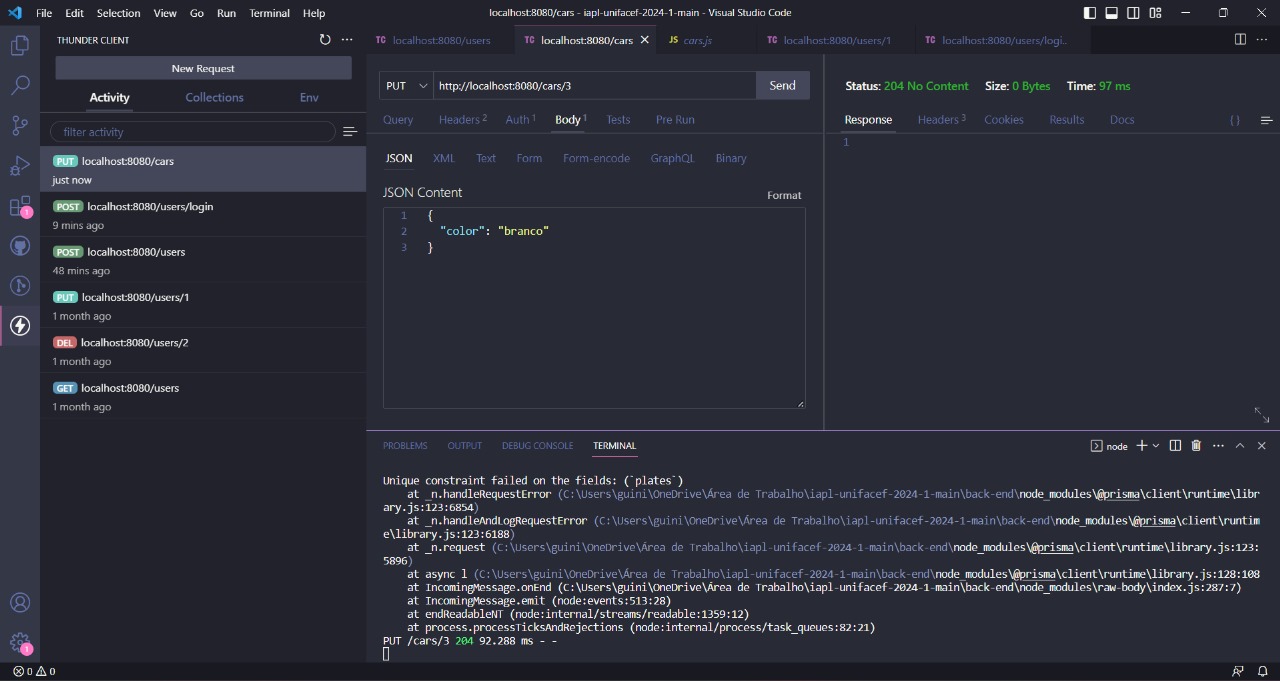 File Edit Selection View Go Run Terminal Help
localhost:8080/cars - iapl-unifacef-2024-1-main - Visual Studio Code
THUNDER CLIENT
New Request
Activity Collections Env
filter activity
PUT localhost:8080/cars
just now
POST localhost:8080/users/login
9 mins ago
POST localhost:8080/users
48 mins ago
PUT localhost:8080/users/1
1 month ago
DEL localhost:8080/users/2
1 month ago
GET localhost:8080/users
1 month ago
1
1
TC localhost:8080/users TC localhost:8080/cars JS cars.js TC localhost:8080/users/1 TC localhost:8080/users/logi..
PUT http://localhost:8080/cars/3 Send
Query Headers 2 Auth 1 Body 1 Tests Pre Run
JSON XML Text Form Form-encode GraphQL Binary
JSON Content Format
1 {
2 "color": "branco"
3 }
Status: 204 No Content Size: 0 Bytes Time: 97 ms
Response Headers 3 Cookies Results Docs { }
1
PROBLEMS OUTPUT DEBUG CONSOLE TERMINAL node
Unique constraint failed on the fields: (`plates`)
at _n.handleRequestError (C:\Users\guini\OneDrive\Área de Trabalho\iapl-unifacef-2024-1-main\back-end\node_modules\@prisma\client\runtime\libr
ary.js:123:6854)
at _n.handleAndLogRequestError (C:\Users\guini\OneDrive\Área de Trabalho\iapl-unifacef-2024-1-main\back-end\node_modules\@prisma\client\runtim
e\library.js:123:6188)
at _n.request (C:\Users\guini\OneDrive\Área de Trabalho\iapl-unifacef-2024-1-main\back-end\node_modules\@prisma\client\runtime\library.js:123:
5896)
at async l (C:\Users\guini\OneDrive\Área de Trabalho\iapl-unifacef-2024-1-main\back-end\node_modules\@prisma\client\runtime\library.js:128:108
at IncomingMessage.onEnd (C:\Users\guini\OneDrive\Área de Trabalho\iapl-unifacef-2024-1-main\back-end\node_modules\raw-body\index.js:287:7)
at IncomingMessage.emit (node:events:513:28)
at endReadableNT (node:internal/streams/readable:1359:12)
at process.processTicksAndRejections (node:internal/process/task_queues:82:21)
PUT /cars/3 204 92.288 ms - -
0 0